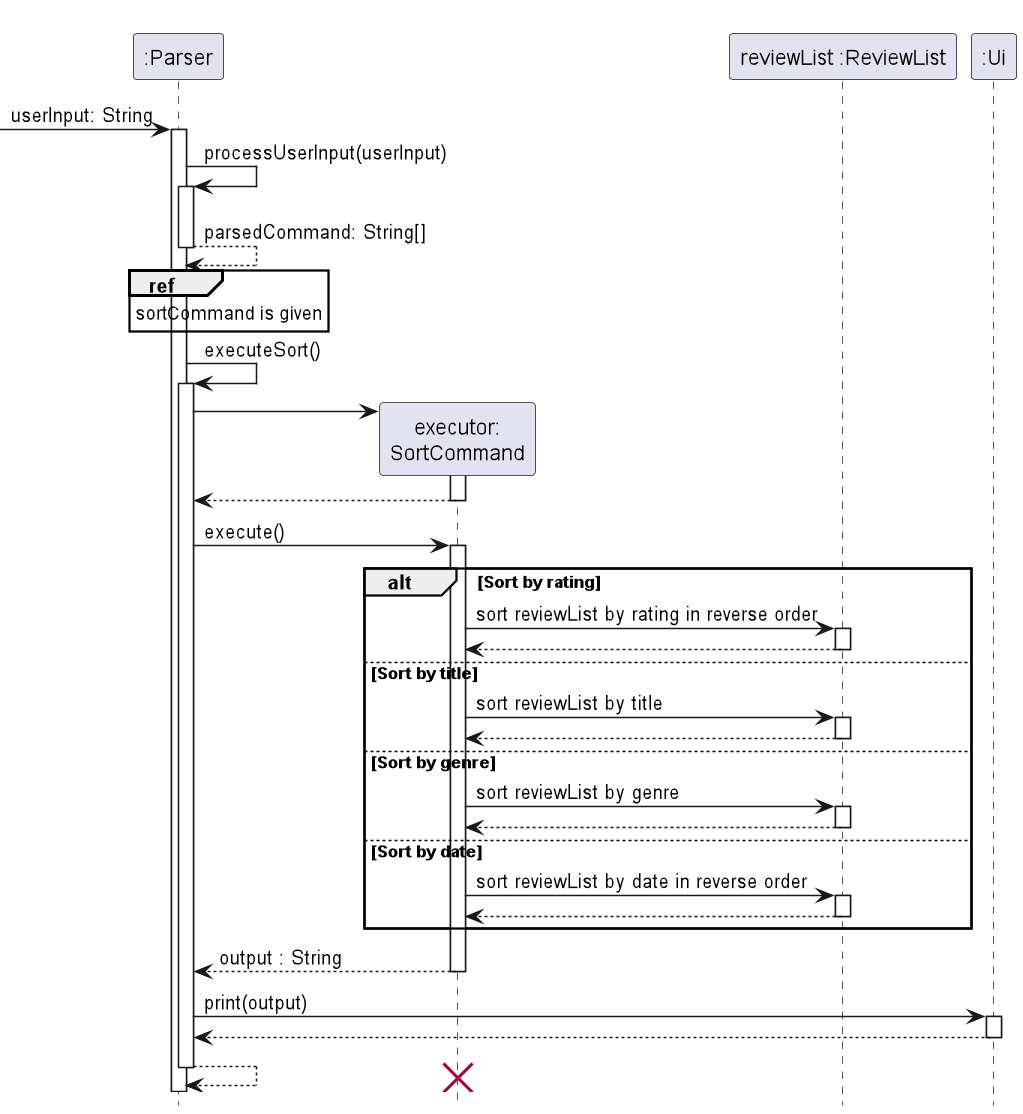 :Parser
reviewList :ReviewList
:Ui
userInput: String
processUserInput(userInput)
parsedCommand: String[]
ref
sortCommand is given
executeSort()
executor:
SortCommand
execute()
alt
[Sort by rating]
sort reviewList by rating in reverse order
[Sort by title]
sort reviewList by title
[Sort by genre]
sort reviewList by genre
[Sort by date]
sort reviewList by date in reverse order
output : String
print(output)